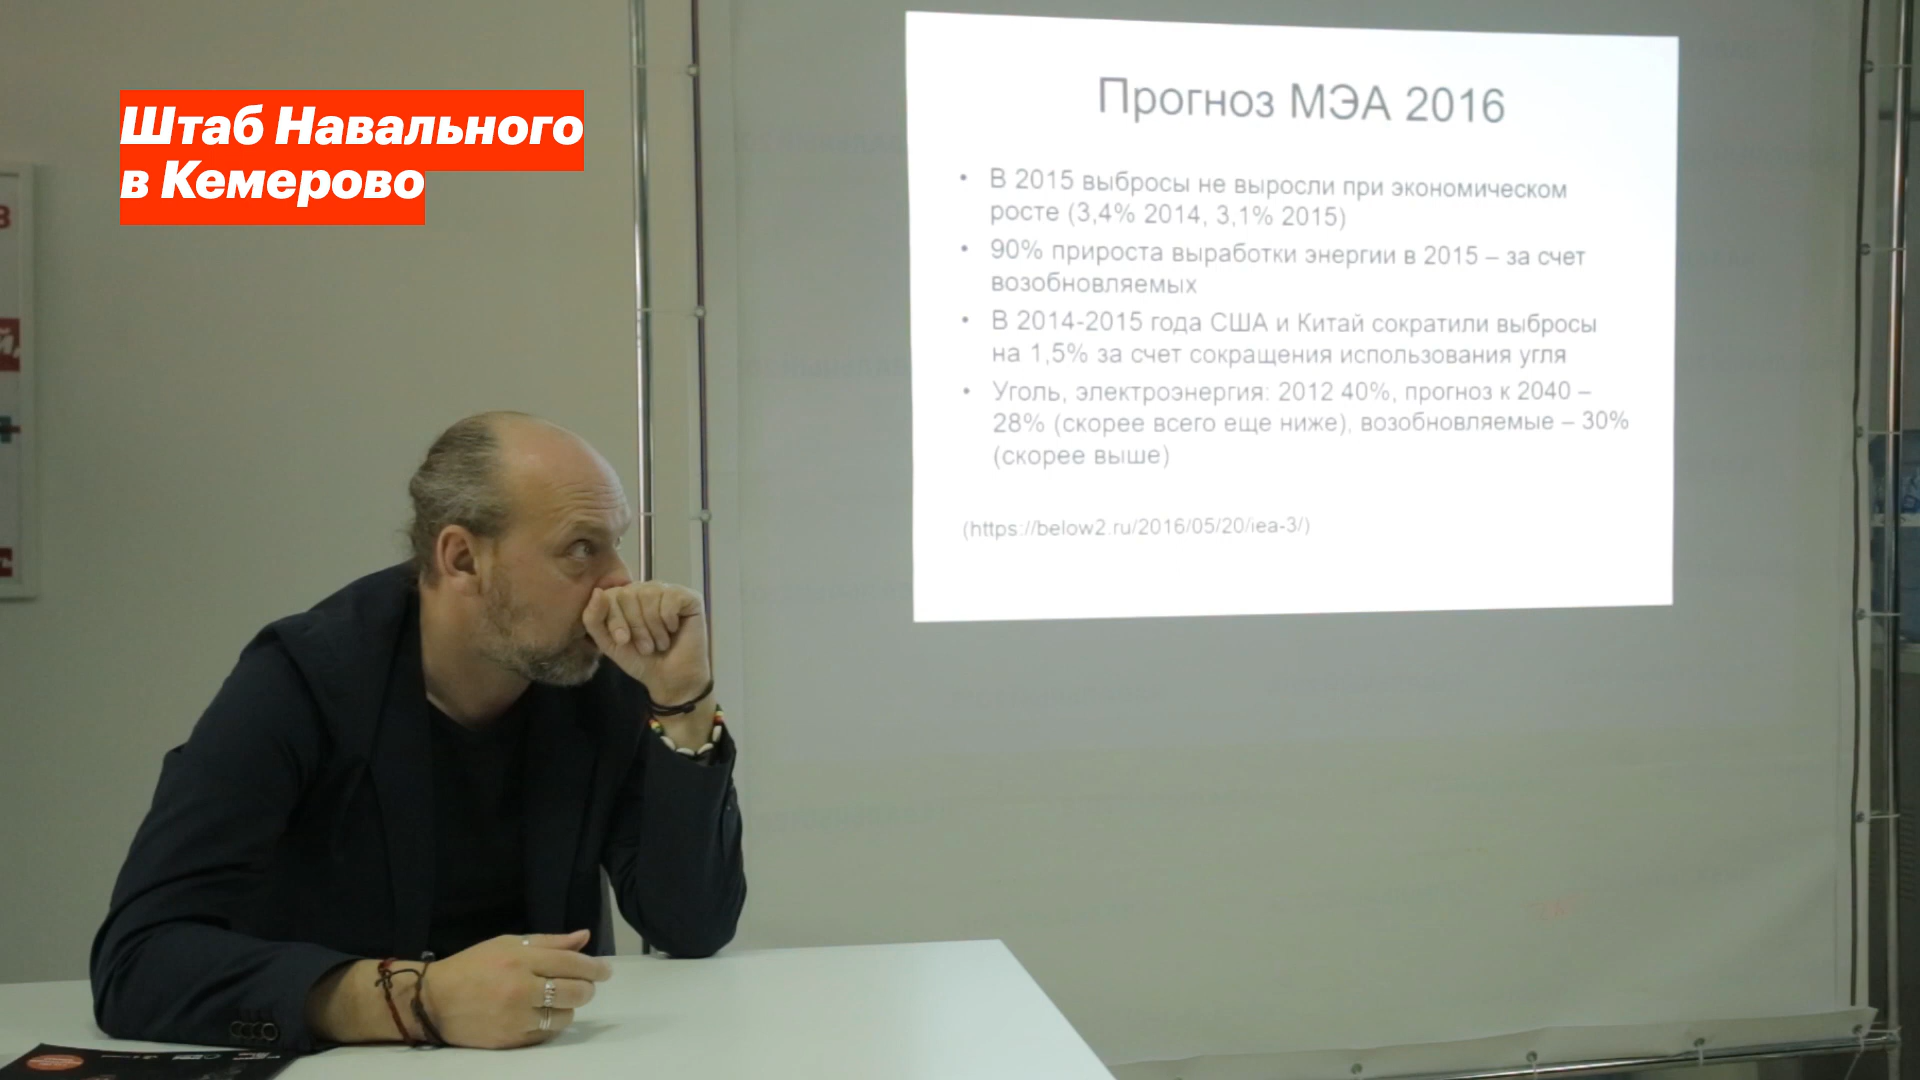 Штаб Навального
в Кемерово
Прогноз МЭА 2016
• В 2015 выбросы не выросли при экономическом
росте (3,4% 2014, 3,1% 2015)
• 90% прироста выработки энергии в 2015 – за счет
возобновляемых
• В 2014-2015 года США и Китай сократили выбросы
на 1,5% за счет сокращения использования угля
• Уголь, электроэнергия: 2012 40%, прогноз к 2040 –
28% (скорее всего еще ниже), возобновляемые – 30%
(скорее выше)
(https://below2.ru/2016/05/20/iea-3/)